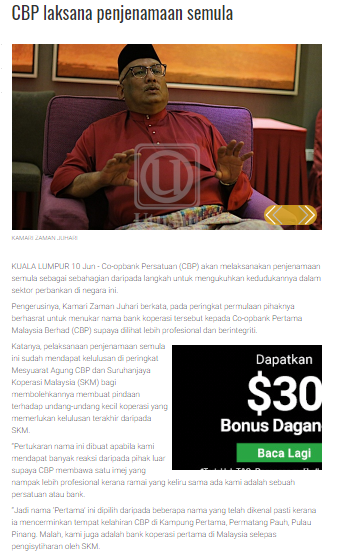 CBP laksana penjenamaan semula
KAMARI ZAMAN JUHARI
KUALA LUMPUR 10 Jun - Co-opbank Persatuan (CBP) akan melaksanakan penjenamaan
semula sebagai sebahagian daripada langkah untuk mengukuhkan kedudukannya dalam
sektor perbankan di negara ini.
Pengerusinya, Kamari Zaman Juhari berkata, pada peringkat permulaan pihaknya
berhasrat untuk menukar nama bank koperasi tersebut kepada Co-opbank Pertama
Malaysia Berhad (CBP) supaya dilihat lebih profesional dan berintegriti.
Katanya, pelaksanaan penjenamaan semula
ini sudah mendapat kelulusan di peringkat
Mesyuarat Agung CBP dan Suruhanjaya
Koperasi Malaysia (SKM) bagi
membolehkannya membuat pindaan
terhadap undang-undang kecil koperasi yang
memerlukan kelulusan terakhir daripada
SKM.
Dapatkan
$30
Bonus Dagan
Baca Lagi
"Pertukaran nama ini dibuat apabila kami
mendapat banyak reaksi daripada pihak luar
supaya CBP membawa satu imej yang
nampak lebih profesional kerana ramai yang keliru sama ada kami adalah sebuah
persatuan atau bank.
"Jadi nama 'Pertama' ini dipilih daripada beberapa nama yang telah dikenal pasti kerana
ia mencerminkan tempat kelahiran CBP di Kampung Pertama, Permatang Pauh, Pulau
Pinang. Malah, kami juga adalah bank koperasi pertama di Malaysia selepas
pengisytiharan oleh SKM.